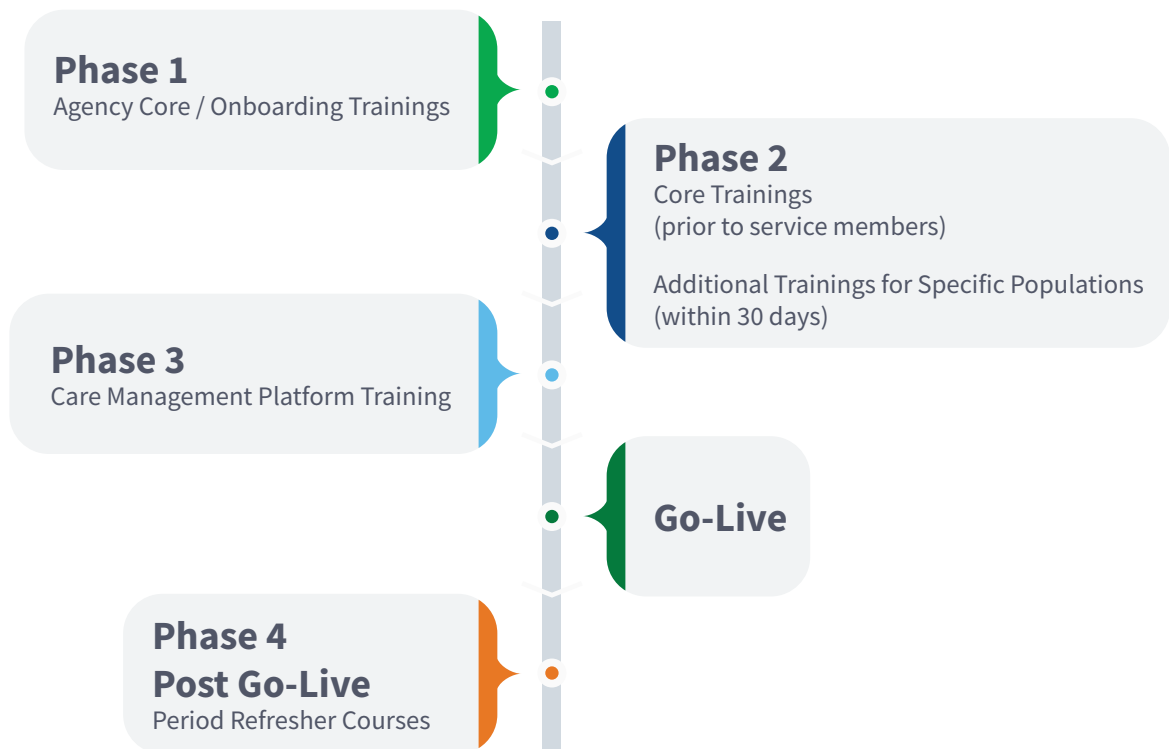 Phase 1
Agency Core / Onboarding Trainings
Phase 2
Core Trainings
(prior to service members)
Additional Trainings for Specific Populations
(within 30 days)
Phase 3
Care Management Platform Training
Go-Live
Phase 4
Post Go-Live
Period Refresher Courses